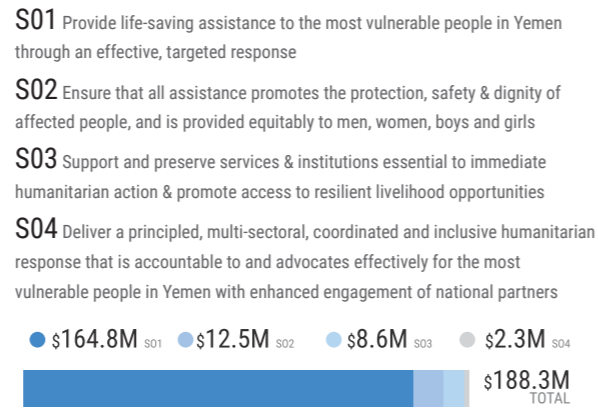 S01 Provide life-saving assistance to the most vulnerable people in Yemen
through an effective, targeted response
S02 Ensure that all assistance promotes the protection, safety & dignity of
affected people, and is provided equitably to men, women, boys and girls
S03 Support and preserve services & institutions essential to immediate
humanitarian action & promote access to resilient livelihood opportunities
S04 Deliver a principled, multi-sectoral, coordinated and inclusive humanitarian
response that is accountable to and advocates effectively for the most
vulnerable people in Yemen with enhanced engagement of national partners
$164.8M S01 $12.5M S02 $8.6M S03 $2.3M S04
$188.3M
TOTAL